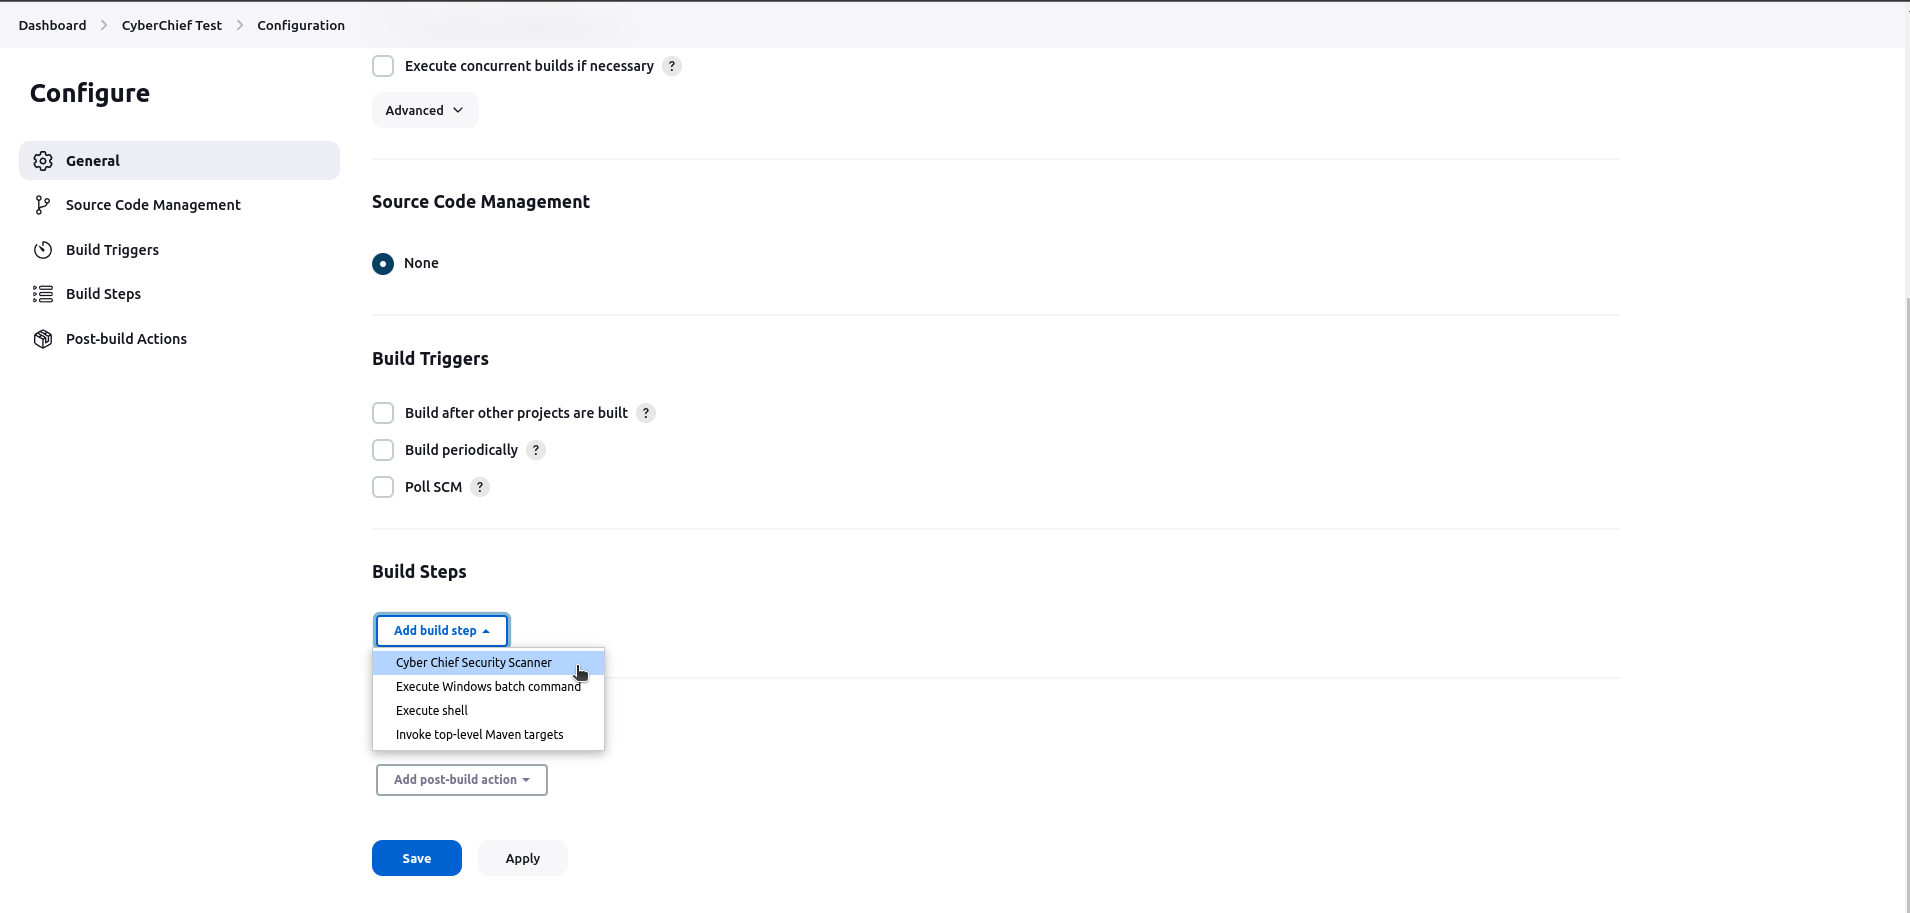 Dashboard > CyberChief Test > Configuration
Configure
General
Source Code Management
Build Triggers
Build Steps
Post-build Actions
Execute concurrent builds if necessary ?
Advanced
Source Code Management
None
Build Triggers
Build after other projects are built ?
Build periodically ?
Poll SCM ?
Build Steps
Add build step
Cyber Chief Security Scanner
Execute Windows batch command
Execute shell
Invoke top-level Maven targets
Add post-build action
Save Apply